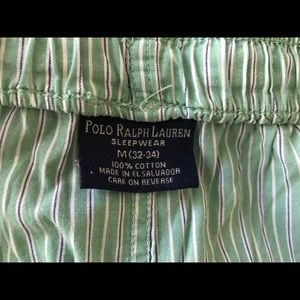 POLO RALPH LAUREN
SLEEPWEAR
M (32-34)
100% COTTON
MADE IN EL SALVADOR
CARE ON REVERSE